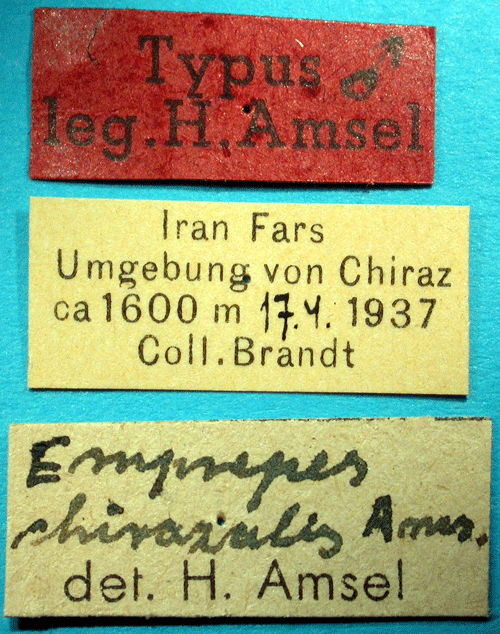 Typus ♂
leg.H.Amsel
Iran Fars
Umgebung von Chiraz
ca 1600 m 17.4. 1937
Coll.Brandt
Emprepes
chirazalis Ams.
det. H. Amsel